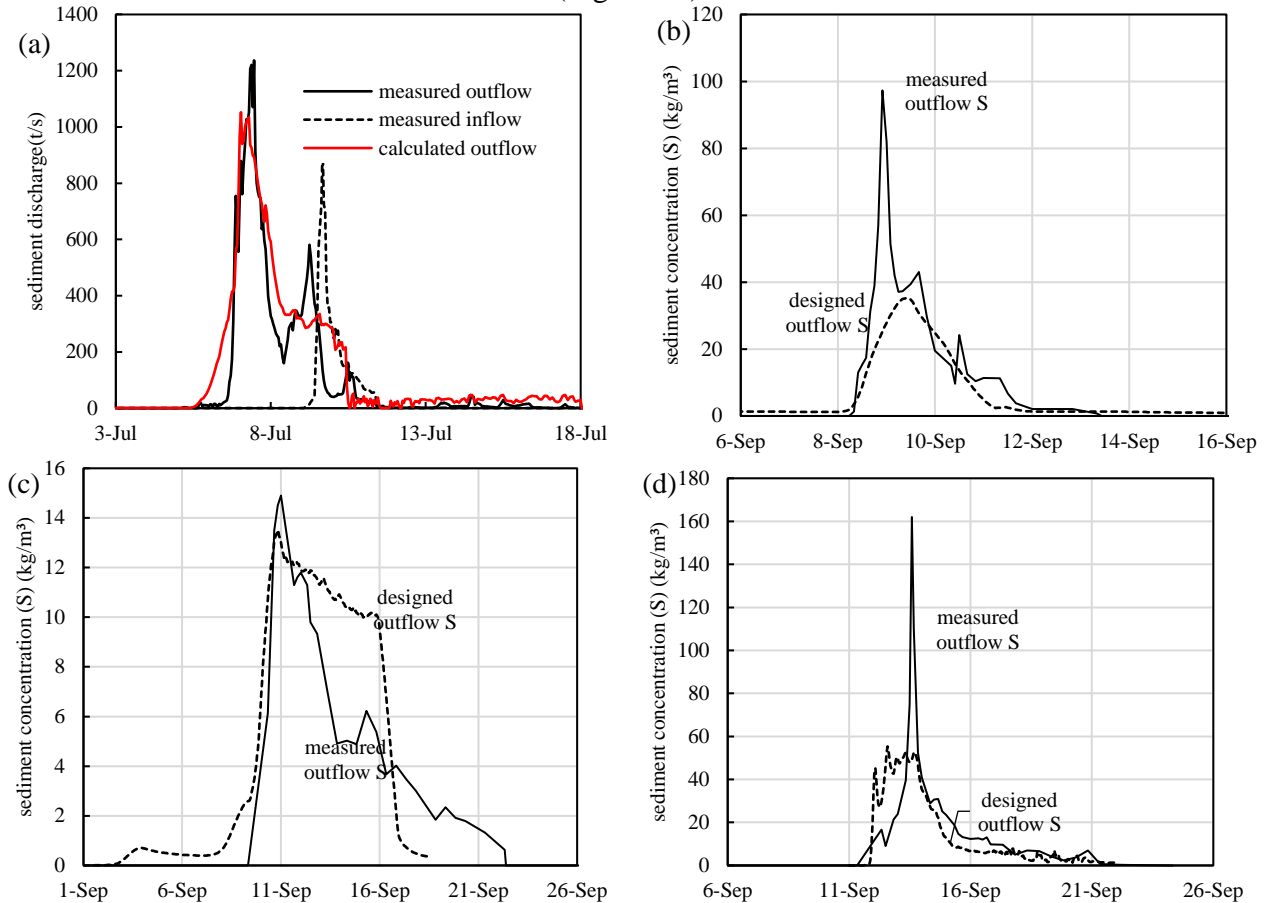 (a)
1400
1200
1000
800
600
400
200
0
sediment discharge(t/s)
measured outflow
measured inflow
calculated outflow
3-Jul 8-Jul 13-Jul 18-Jul
(b)
120
100
80
60
40
20
0
sediment concentration (S) (kg/m³)
measured
outflow S
designed
outflow S
6-Sep 8-Sep 10-Sep 12-Sep 14-Sep 16-Sep
(c)
16
14
12
10
8
6
4
2
0
sediment concentration (S) (kg/m³)
designed
outflow S
measured
outflow S
1-Sep 6-Sep 11-Sep 16-Sep 21-Sep 26-Sep
(d)
180
160
140
120
100
80
60
40
20
0
sediment concentration (S) (kg/m³)
measured
outflow S
designed
outflow S
6-Sep 11-Sep 16-Sep 21-Sep 26-Sep